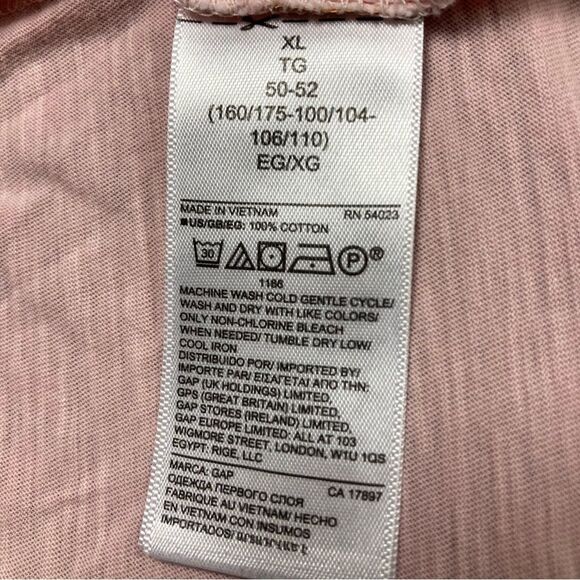 XL
TG
50-52
(160/175-100/104-
106/110)
EG/XG
MADE IN VIETNAM RN 54023
■US/GB/EG: 100% COTTON
30 P®
1186
MACHINE WASH COLD GENTLE CYCLE/
WASH AND DRY WITH LIKE COLORS/
ONLY NON-CHLORINE BLEACH
WHEN NEEDED/ TUMBLE DRY LOW/
COOL IRON
DISTRIBUIDO POR/ IMPORTED BY/
IMPORTE PAR/ ΕΙΣΑΓΕΤΑΙ ΑΠΟ ΤΗΝ:
GAP (UK HOLDINGS) LIMITED,
GPS (GREAT BRITAIN) LIMITED,
GAP STORES (IRELAND) LIMITED,
GAP EUROPE LIMITED: ALL AT 103
WIGMORE STREET, LONDON, W1U 1QS
EGYPT: RIGE, LLC
MARCA: GAP CA 17897
ОДЕЖДА ПЕРВОГО СЛОЯ
FABRIQUE AU VIETNAM/ HECHO
EN VIETNAM CON INSUMOS
IMPORTADOS/